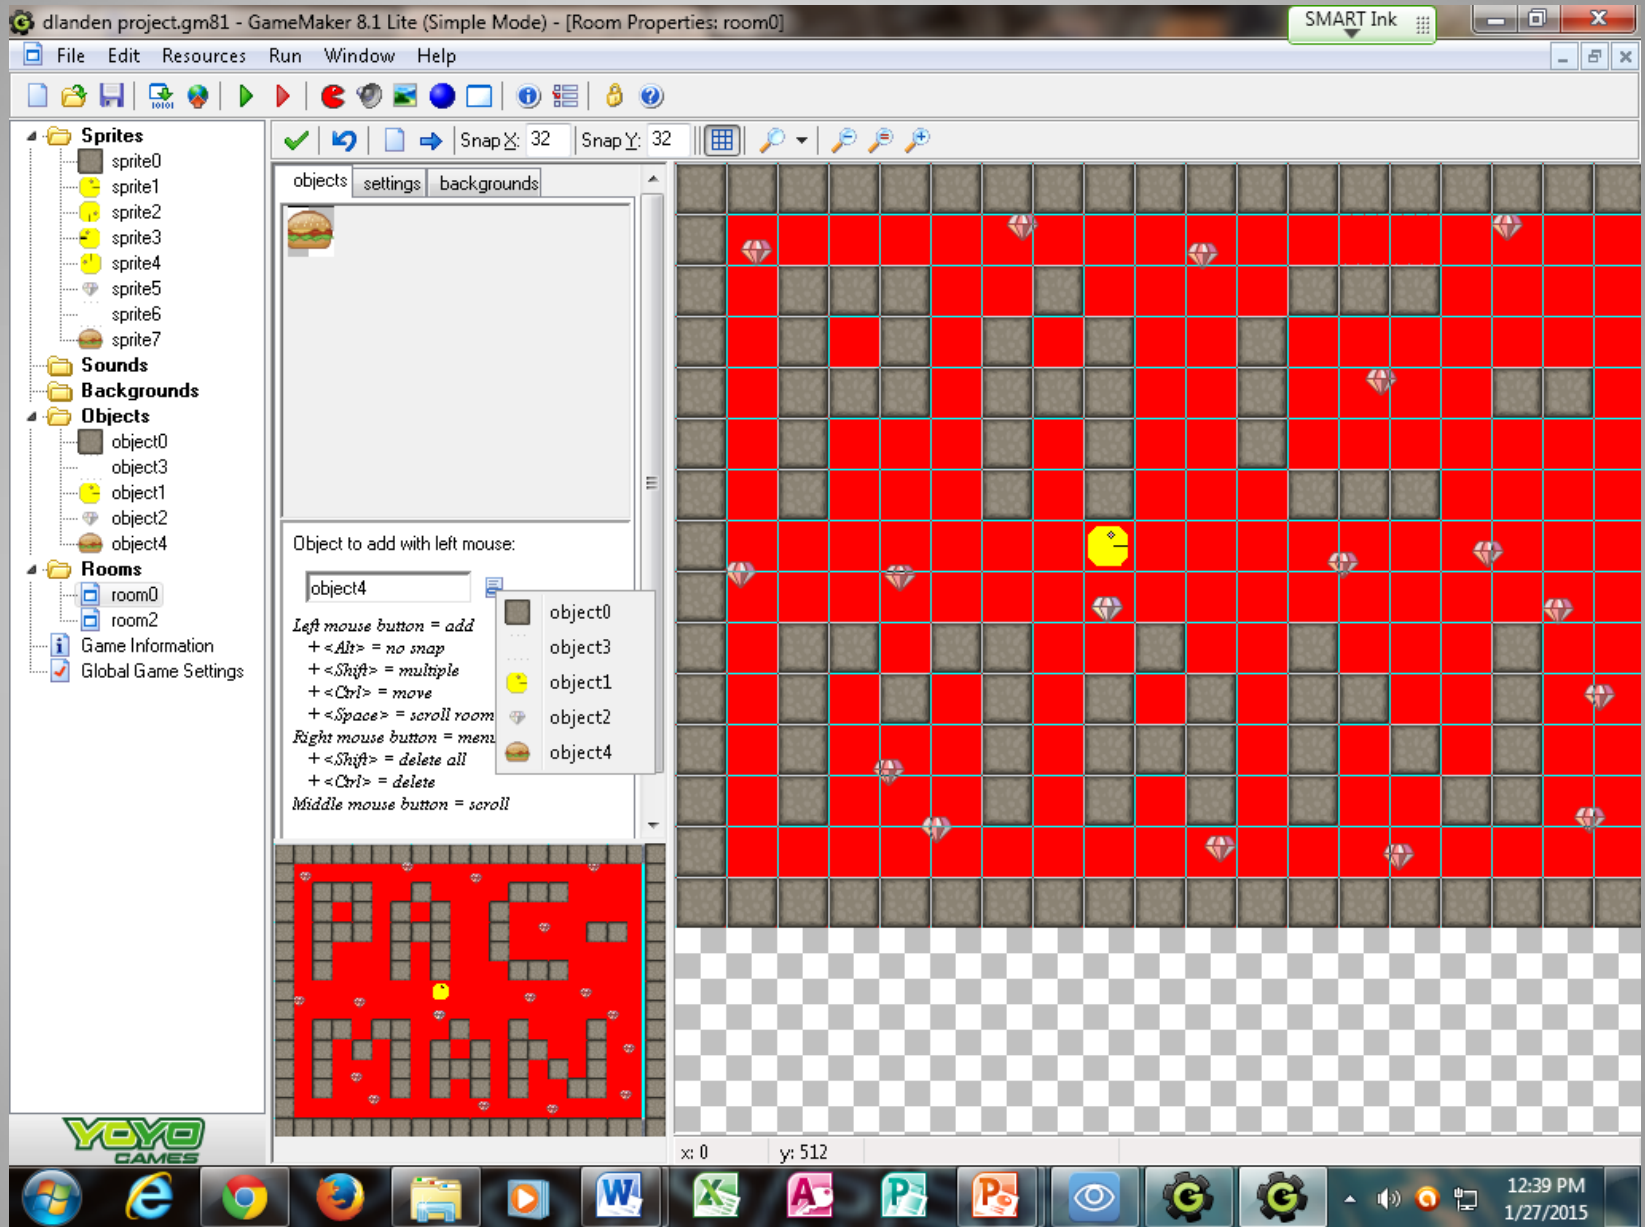 dlanden project.gm81 - GameMaker 8.1 Lite (Simple Mode) - [Room Properties: room0]
SMART Ink
File Edit Resources Run Window Help
Snap X: 32 Snap Y: 32
Sprites
sprite0
sprite1
sprite2
sprite3
sprite4
sprite5
sprite6
sprite7
Sounds
Backgrounds
Objects
object0
object3
object1
object2
object4
Rooms
room0
room2
Game Information
Global Game Settings
objects settings backgrounds
Object to add with left mouse:
object4
Left mouse button = add
+ <Alt> = no snap
+ <Shift> = multiple
+ <Ctrl> = move
+ <Space> = scroll room
Right mouse button = menu
+ <Shift> = delete all
+ <Ctrl> = delete
Middle mouse button = scroll
object0
object3
object1
object2
object4
PAC-
MAN
YOYO
GAMES
x: 0 y: 512
12:39 PM
1/27/2015